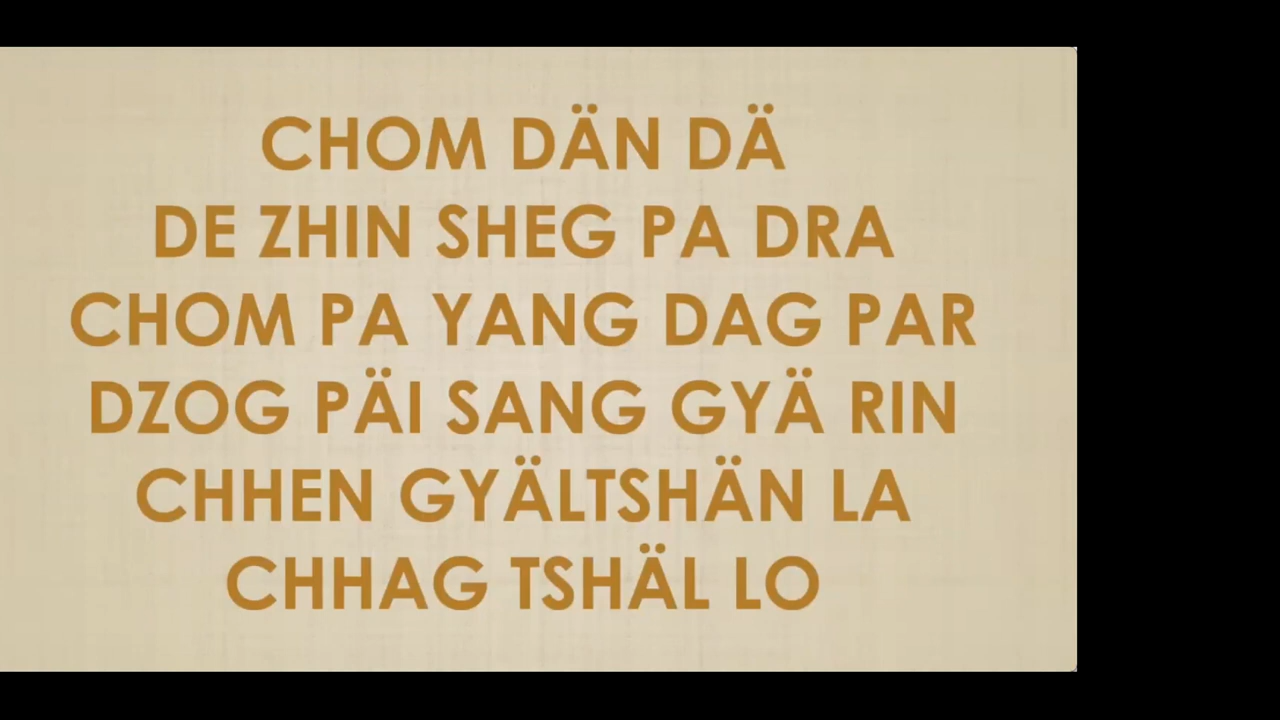 CHOM DÄN DÄ
DE ZHIN SHEG PA DRA
CHOM PA YANG DAG PAR
DZOG PÄI SANG GYÄ RIN
CHHEN GYÄLTSHÄN LA
CHHAG TSHÄL LO